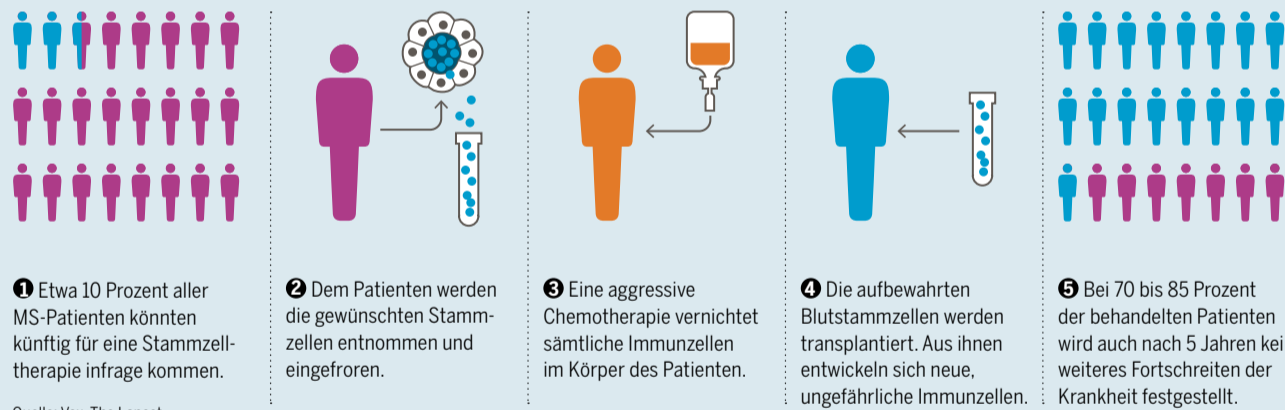 ❶ Etwa 10 Prozent aller
MS-Patienten könnten
künftig für eine Stammzell-
therapie infrage kommen.
❷ Dem Patienten werden
die gewünschten Stamm-
zellen entnommen und
eingefroren.
❸ Eine aggressive
Chemotherapie vernichtet
sämtliche Immunzellen
im Körper des Patienten.
❹ Die aufbewahrten
Blutstammzellen werden
transplantiert. Aus ihnen
entwickeln sich neue,
ungefährliche Immunzellen.
❺ Bei 70 bis 85 Prozent
der behandelten Patienten
wird auch nach 5 Jahren kei
weiteres Fortschreiten der
Krankheit festgestellt.